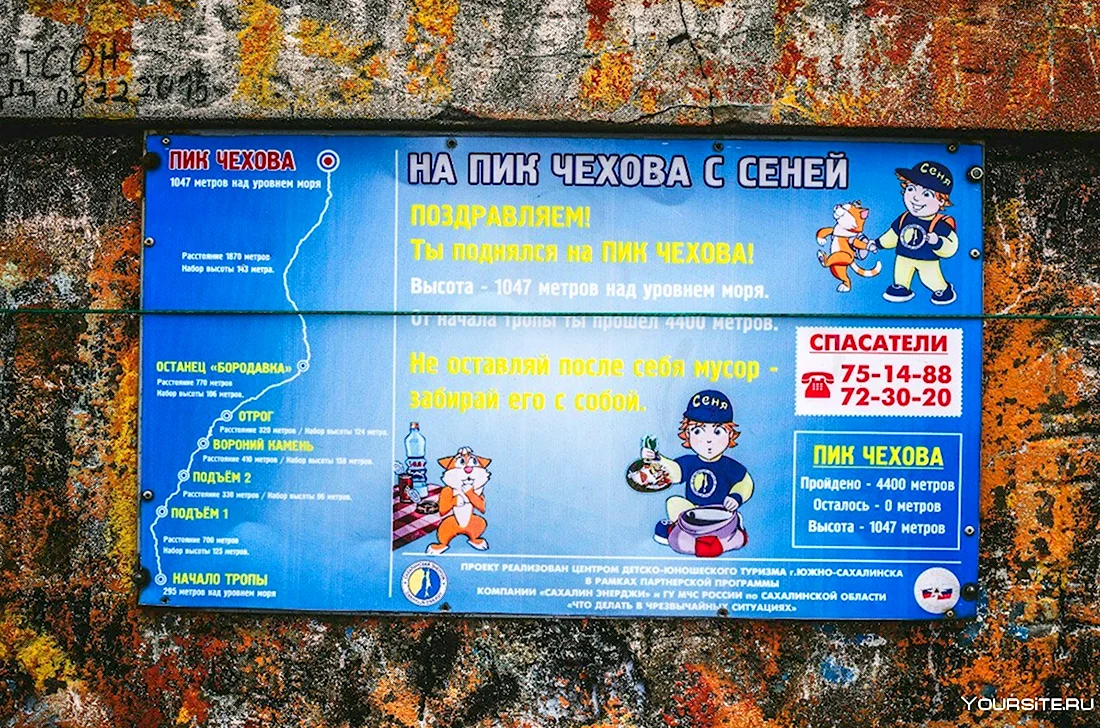 08222015
ПИК ЧЕХОВА
1047 метров над уровнем моря
Расстояние 1870 метров
Набор высоты 143 метра.
ОСТАНЕЦ «БОРОДАВКА»
Расстояние 770 метров
Набор высоты 106 метров.
ОТРОГ
Расстояние 320 метров / Набор высоты 124 метра.
ВОРОНИЙ КАМЕНЬ
Расстояние 410 метров / Набор высоты 158 метров.
ПОДЪЁМ 2
Расстояние 330 метров / Набор высоты 96 метров.
ПОДЪЁМ 1
Расстояние 700 метров
Набор высоты 125 метров.
НАЧАЛО ТРОПЫ
295 метров над уровнем моря
НА ПИК ЧЕХОВА С СЕНЕЙ
ПОЗДРАВЛЯЕМ!
Ты поднялся на ПИК ЧЕХОВА!
Высота - 1047 метров над уровнем моря.
От начала тропы ты прошел 4400 метров.
Не оставляй после себя мусор -
забирай его с собой.
Сеня
Сеня
СПАСАТЕЛИ
75-14-88
72-30-20
ПИК ЧЕХОВА
Пройдено - 4400 метров
Осталось - 0 метров
Высота - 1047 метров
ПРОЕКТ РЕАЛИЗОВАН ЦЕНТРОМ ДЕТСКО-ЮНОШЕСКОГО ТУРИЗМА г.ЮЖНО-САХАЛИНСКА
В РАМКАХ ПАРТНЕРСКОЙ ПРОГРАММЫ
КОМПАНИИ «САХАЛИН ЭНЕРДЖИ» и ГУ МЧС РОССИИ по САХАЛИНСКОЙ ОБЛАСТИ
«ЧТО ДЕЛАТЬ В ЧРЕЗВЫЧАЙНЫХ СИТУАЦИЯХ»
YOURSITE.RU